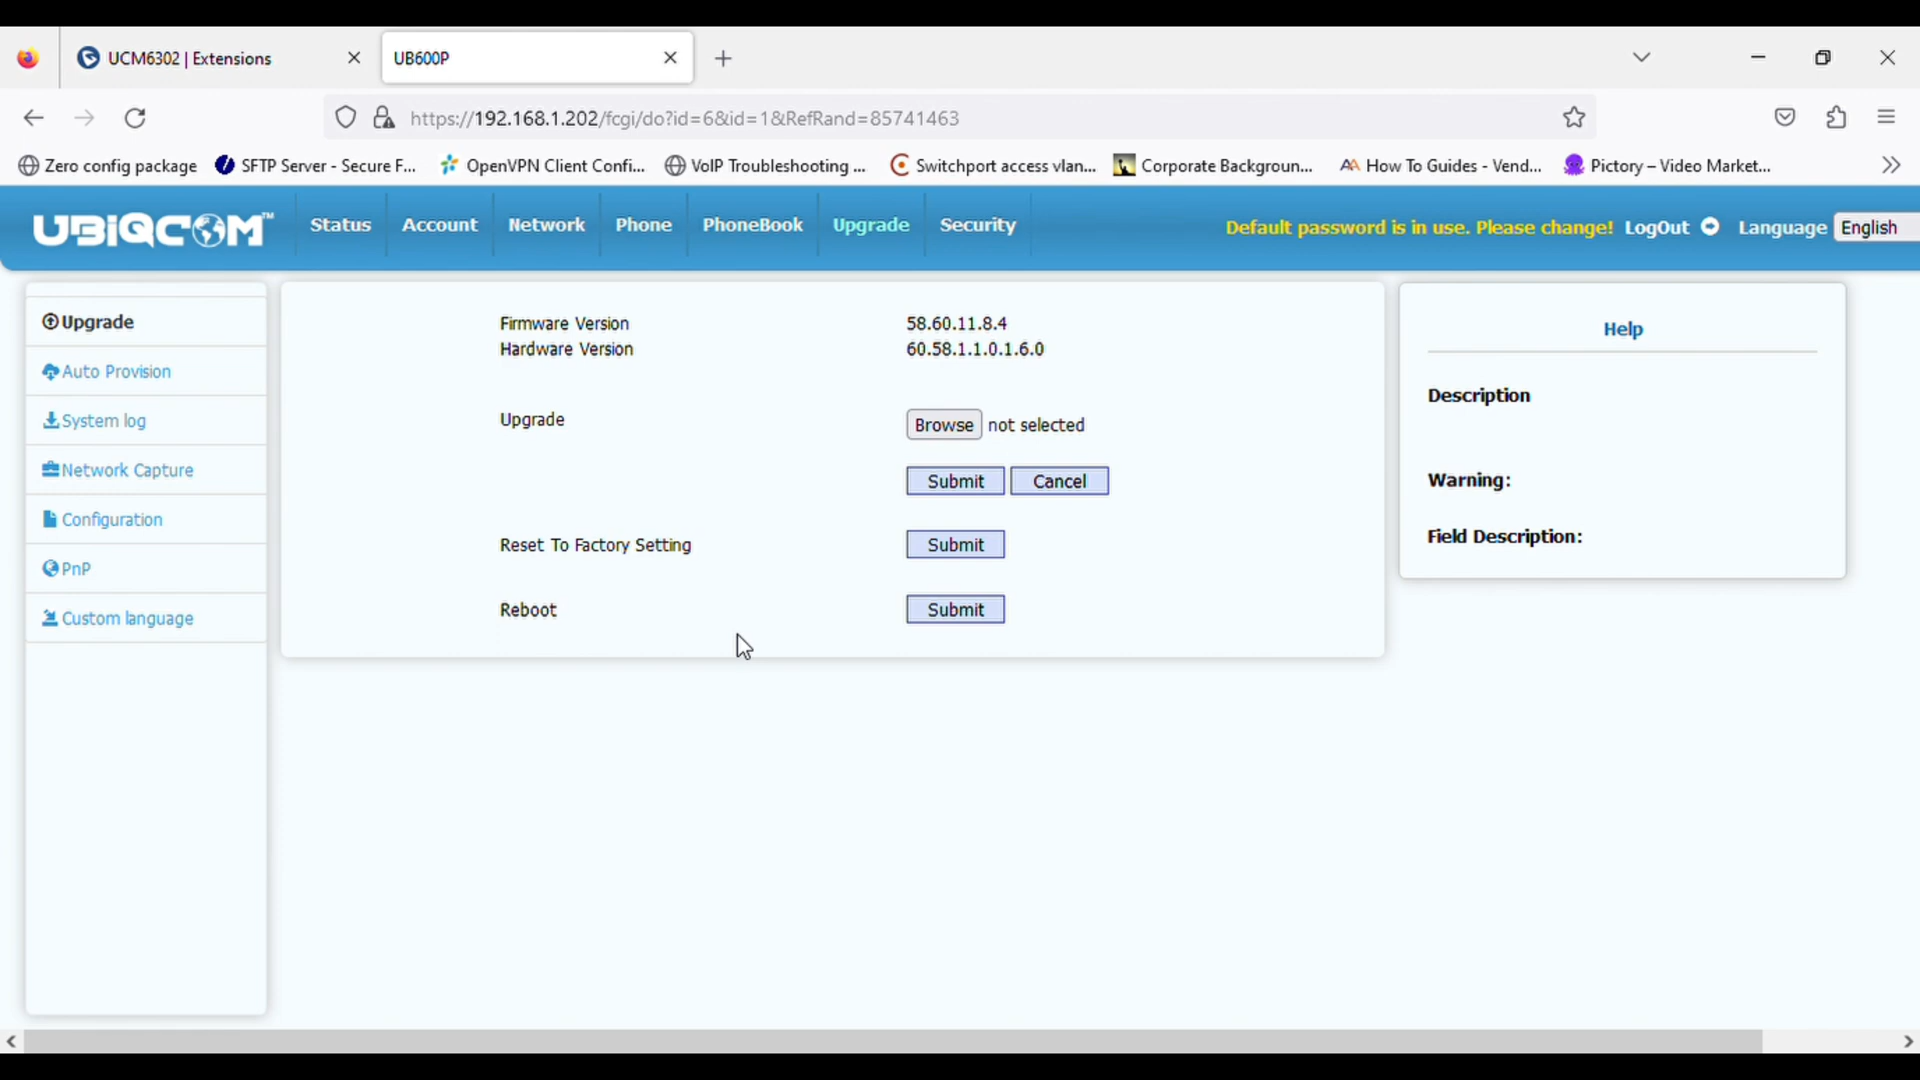 UCM6302 | Extensions
UB600P
https://192.168.1.202/fcgi/do?id=6&id=1&RefRand=85741463
Zero config package
SFTP Server - Secure F...
OpenVPN Client Confi...
VoIP Troubleshooting ...
Switchport access vlan...
Corporate Backgroun...
AA How To Guides - Vend...
Pictory – Video Market...
UBiQCOM™
Status
Account
Network
Phone
PhoneBook
Upgrade
Security
Default password is in use. Please change!
LogOut
Language
English
Upgrade
Auto Provision
System log
Network Capture
Configuration
PnP
Custom language
Firmware Version 58.60.11.8.4
Hardware Version 60.58.1.1.0.1.6.0
Upgrade Browse not selected
Submit Cancel
Reset To Factory Setting Submit
Reboot Submit
Help
Description
Warning:
Field Description: